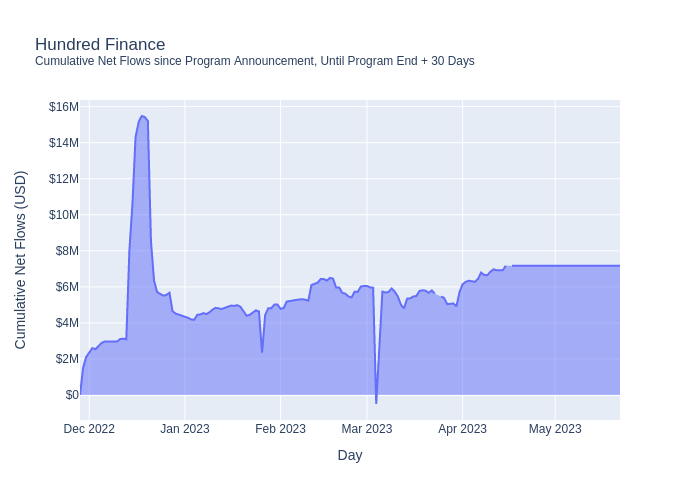 Hundred Finance
Cumulative Net Flows since Program Announcement, Until Program End + 30 Days
Cumulative Net Flows (USD)
$16M
$14M
$12M
$10M
$8M
$6M
$4M
$2M
$0
Dec 2022
Jan 2023
Feb 2023
Mar 2023
Apr 2023
May 2023
Day